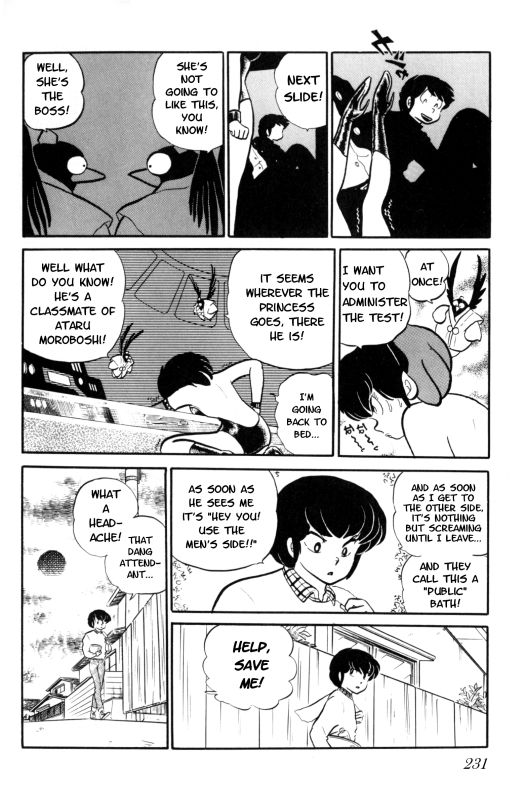 WELL,
SHE'S
THE
BOSS!
SHE'S
NOT
GOING TO
LIKE THIS,
YOU
KNOW!
NEXT
SLIDE!
WELL WHAT
DO YOU KNOW!
HE'S A
CLASSMATE OF
ATARU
MOROBOSHI!
IT SEEMS
WHEREVER THE
PRINCESS
GOES, THERE
HE IS!
I'M
GOING
BACK TO
BED...
I WANT
YOU TO
ADMINISTER
THE TEST!
AT
ONCE!
WHAT
A
HEAD-
ACHE!
THAT
DANG
ATTEND-
ANT...
AS SOON AS
HE SEES ME
IT'S "HEY YOU!
USE THE
MEN'S SIDE!!"
AND AS SOON
AS I GET TO
THE OTHER SIDE,
IT'S NOTHING
BUT SCREAMING
UNTIL I LEAVE...
AND THEY
CALL THIS A
"PUBLIC"
BATH!
HELP,
SAVE
ME!
231